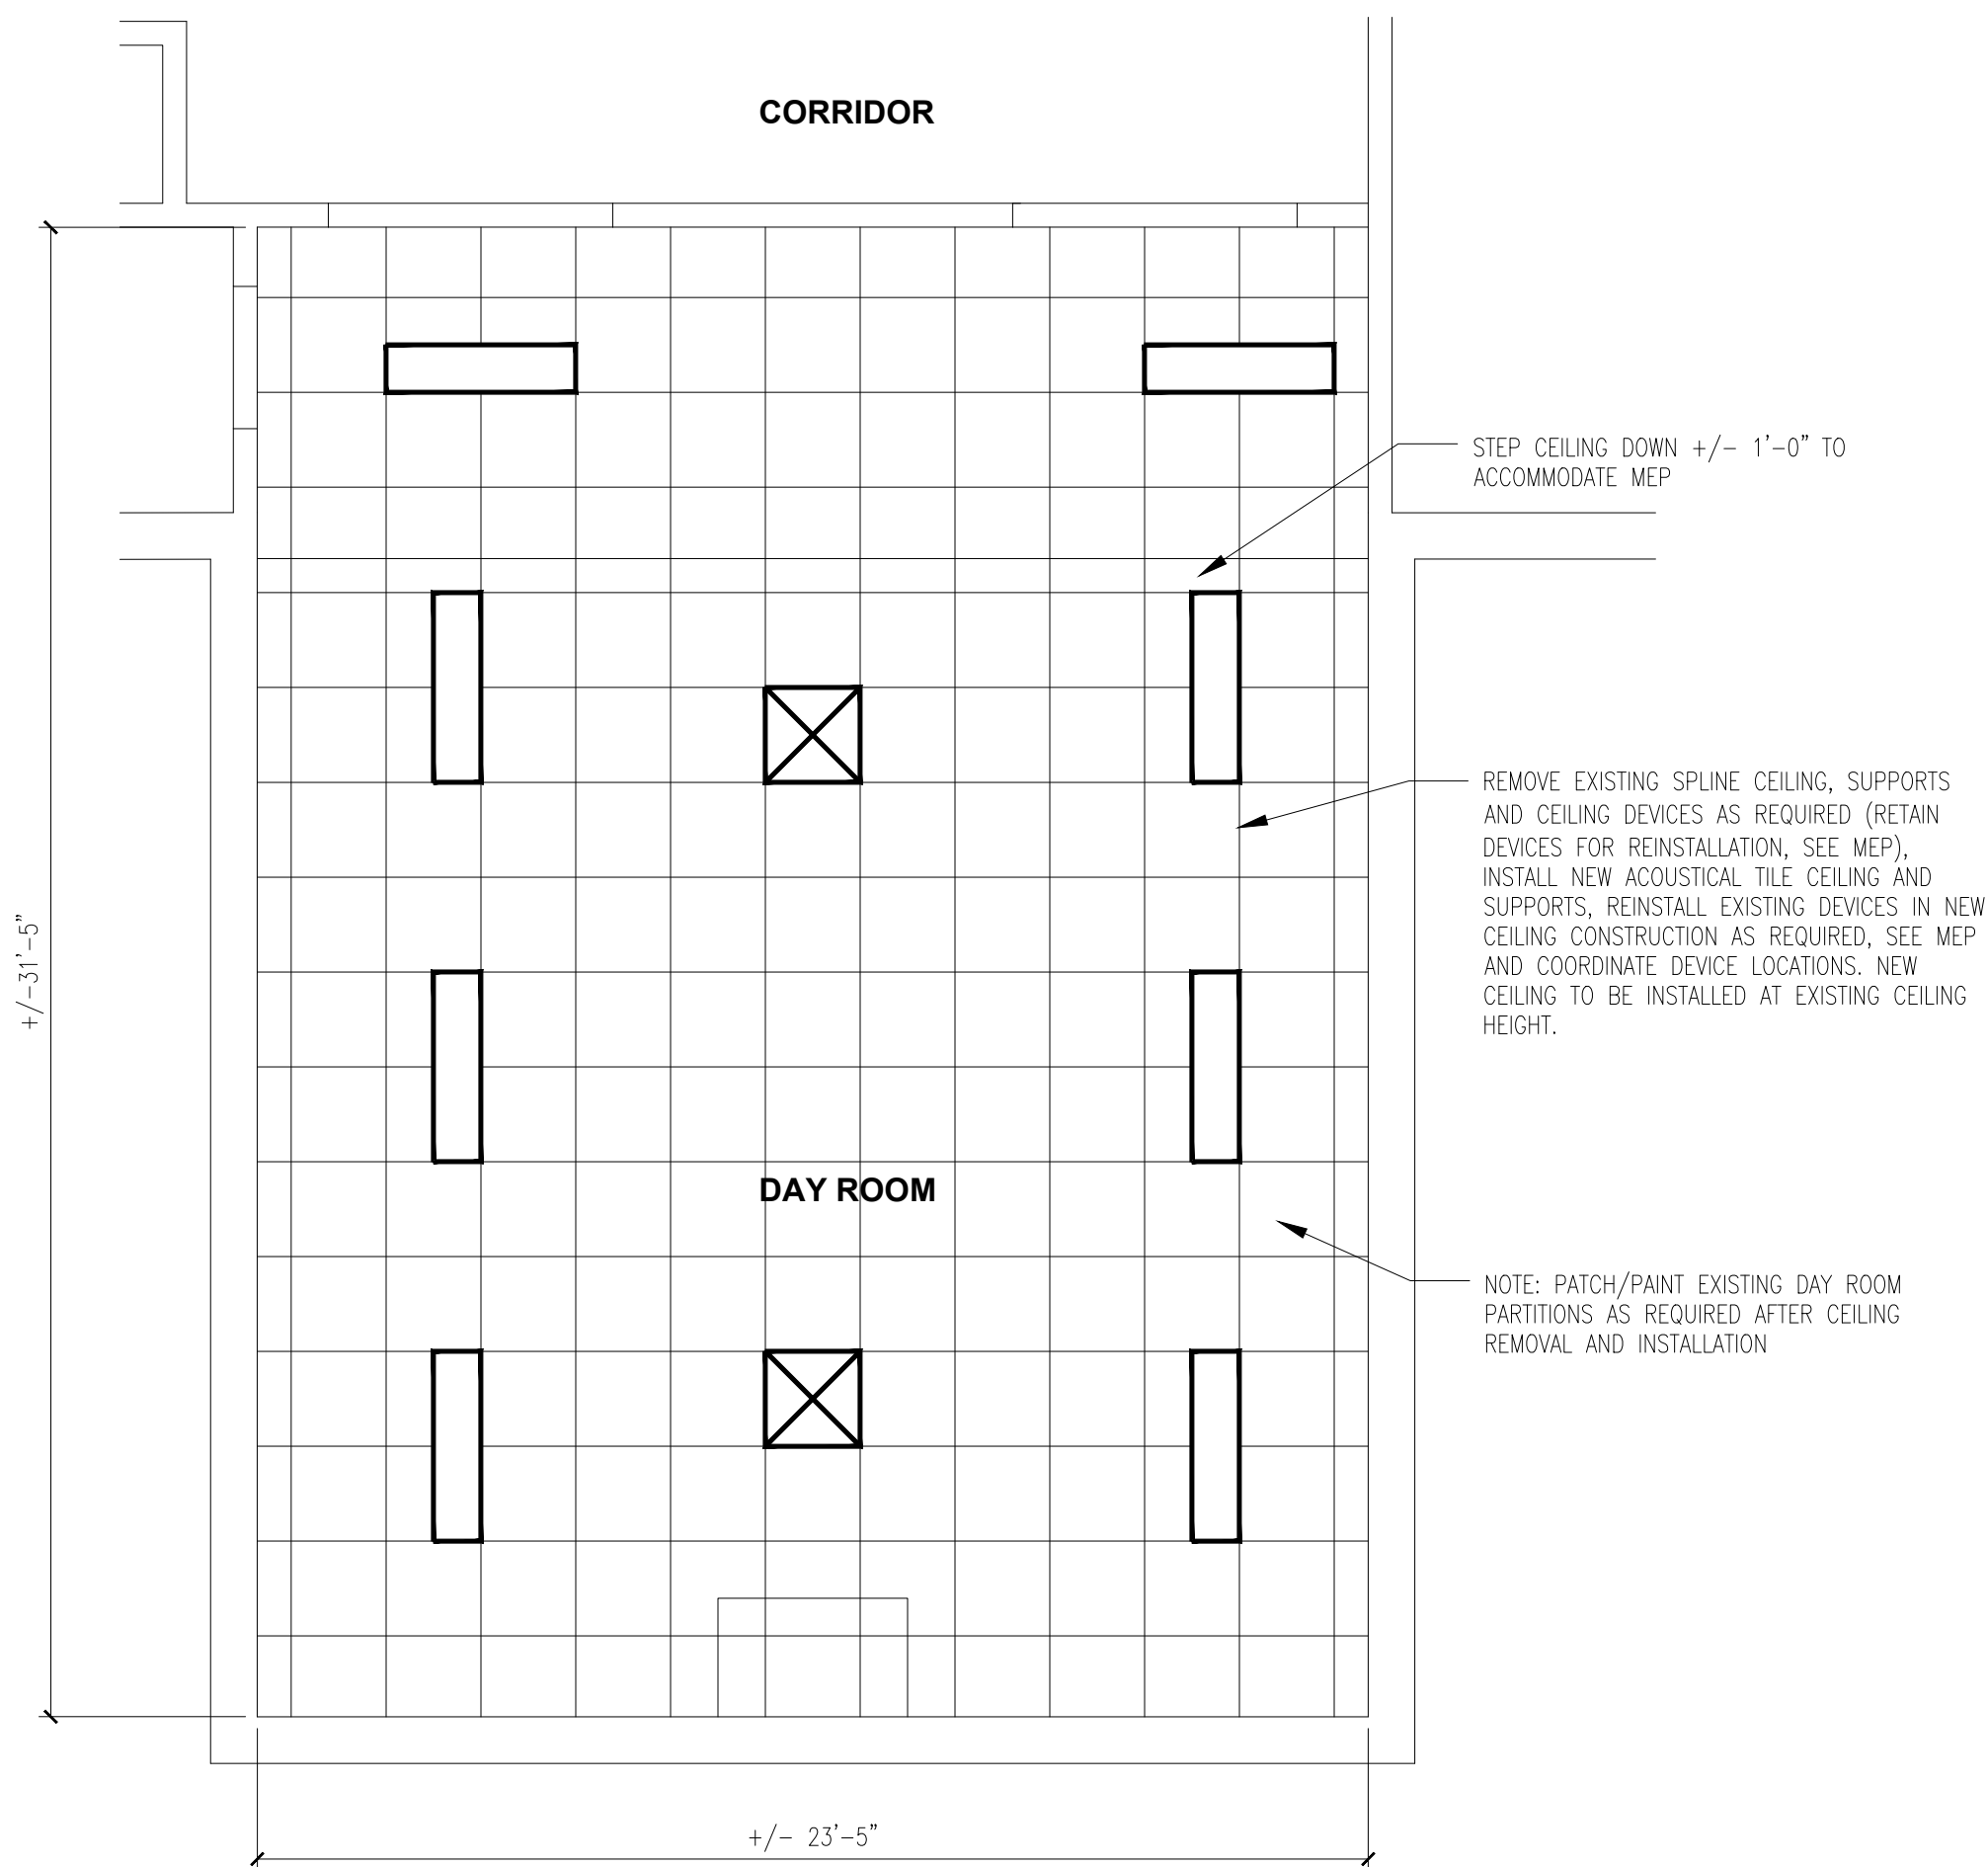 CORRIDOR
STEP CEILING DOWN +/- 1'-0" TO
ACCOMMODATE MEP
REMOVE EXISTING SPLINE CEILING, SUPPORTS
AND CEILING DEVICES AS REQUIRED (RETAIN
DEVICES FOR REINSTALLATION, SEE MEP),
INSTALL NEW ACOUSTICAL TILE CEILING AND
SUPPORTS, REINSTALL EXISTING DEVICES IN NEW
CEILING CONSTRUCTION AS REQUIRED, SEE MEP
AND COORDINATE DEVICE LOCATIONS. NEW
CEILING TO BE INSTALLED AT EXISTING CEILING
HEIGHT.
+/-31'-5"
DAY ROOM
NOTE: PATCH/PAINT EXISTING DAY ROOM
PARTITIONS AS REQUIRED AFTER CEILING
REMOVAL AND INSTALLATION
+/- 23'-5"